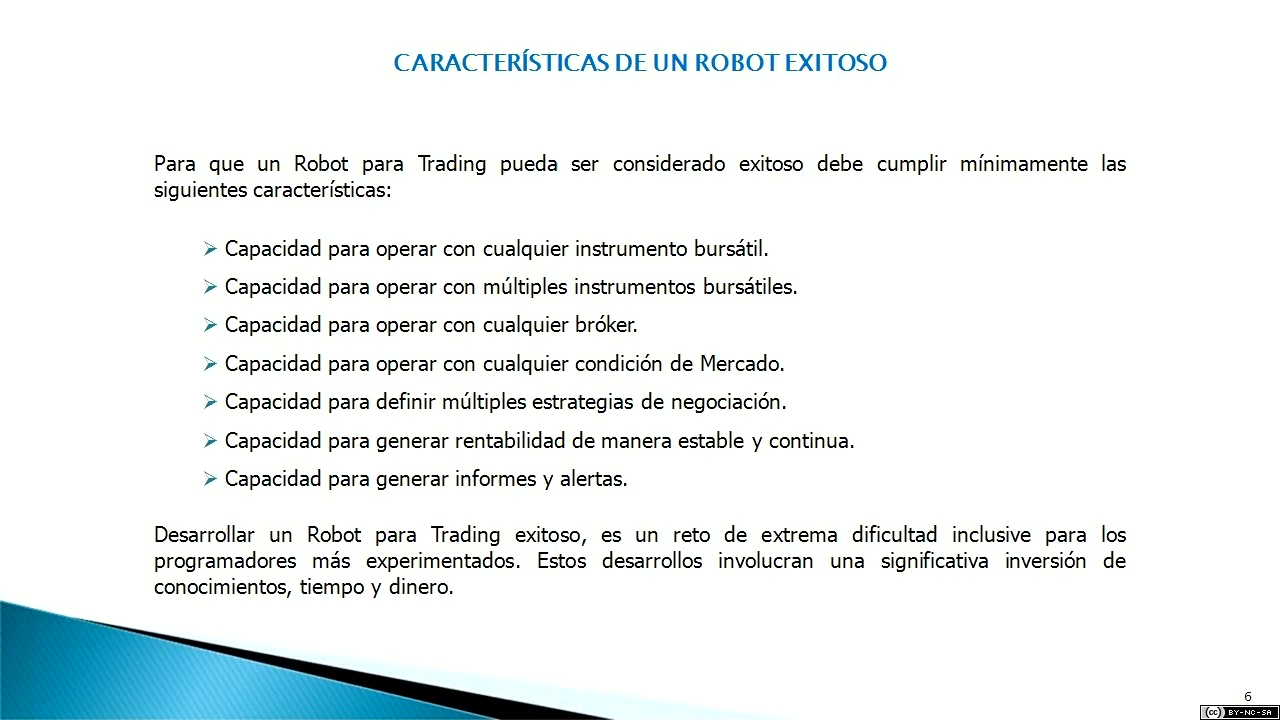 CARACTERÍSTICAS DE UN ROBOT EXITOSO
Para que un Robot para Trading pueda ser considerado exitoso debe cumplir mínimamente las
siguientes características:
Capacidad para operar con cualquier instrumento bursátil.
Capacidad para operar con múltiples instrumentos bursátiles.
Capacidad para operar con cualquier bróker.
Capacidad para operar con cualquier condición de Mercado.
Capacidad para definir múltiples estrategias de negociación.
Capacidad para generar rentabilidad de manera estable y continua.
Capacidad para generar informes y alertas.
Desarrollar un Robot para Trading exitoso, es un reto de extrema dificultad inclusive para los
programadores más experimentados. Estos desarrollos involucran una significativa inversión de
conocimientos, tiempo y dinero.
6
(cc) BY-NC-SA